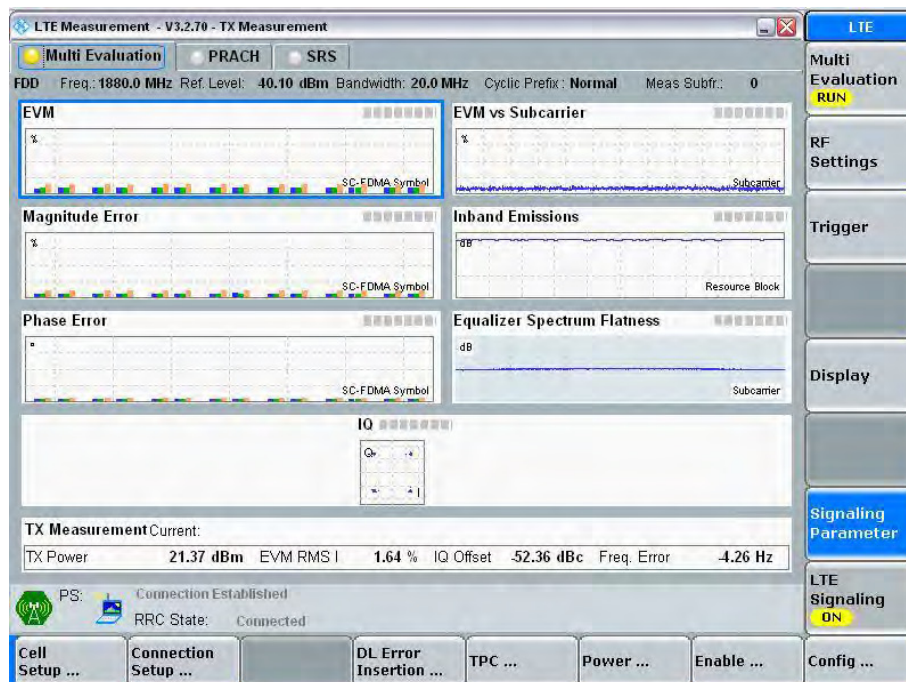 LTE Measurement - V3.2.70 - TX Measurement
LTE
Multi Evaluation
PRACH
SRS
Multi Evaluation RUN
FDD Freq.: 1880.0 MHz Ref. Level: 40.10 dBm Bandwidth: 20.0 MHz Cyclic Prefix: Normal Meas Subfr.: 0
EVM
%
SC-FDMA Symbol
EVM vs Subcarrier
%
Subcarrier
RF Settings
Magnitude Error
%
SC-FDMA Symbol
Inband Emissions
dB
Resource Block
Trigger
Phase Error
°
SC-FDMA Symbol
Equalizer Spectrum Flatness
dB
Subcarrier
Display
IQ
Q
I
TX Measurement Current:
TX Power 21.37 dBm EVM RMS l 1.64 % IQ Offset -52.36 dBc Freq. Error -4.26 Hz
Signaling Parameter
PS: Connection Established
RRC State: Connected
LTE Signaling ON
Cell Setup ...
Connection Setup ...
DL Error Insertion ...
TPC ...
Power ...
Enable ...
Config ...